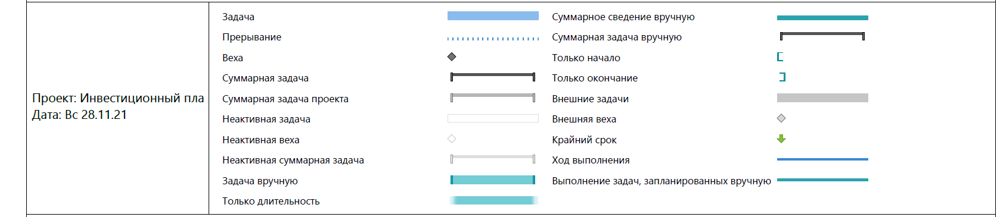 Проект: Инвестиционный пла
Дата: Вс 28.11.21
Задача
Прерывание
Веха
Суммарная задача
Суммарная задача проекта
Неактивная задача
Неактивная веха
Неактивная суммарная задача
Задача вручную
Только длительность
Суммарное сведение вручную
Суммарная задача вручную
Только начало
Только окончание
Внешние задачи
Внешняя веха
Крайний срок
Ход выполнения
Выполнение задач, запланированных вручную